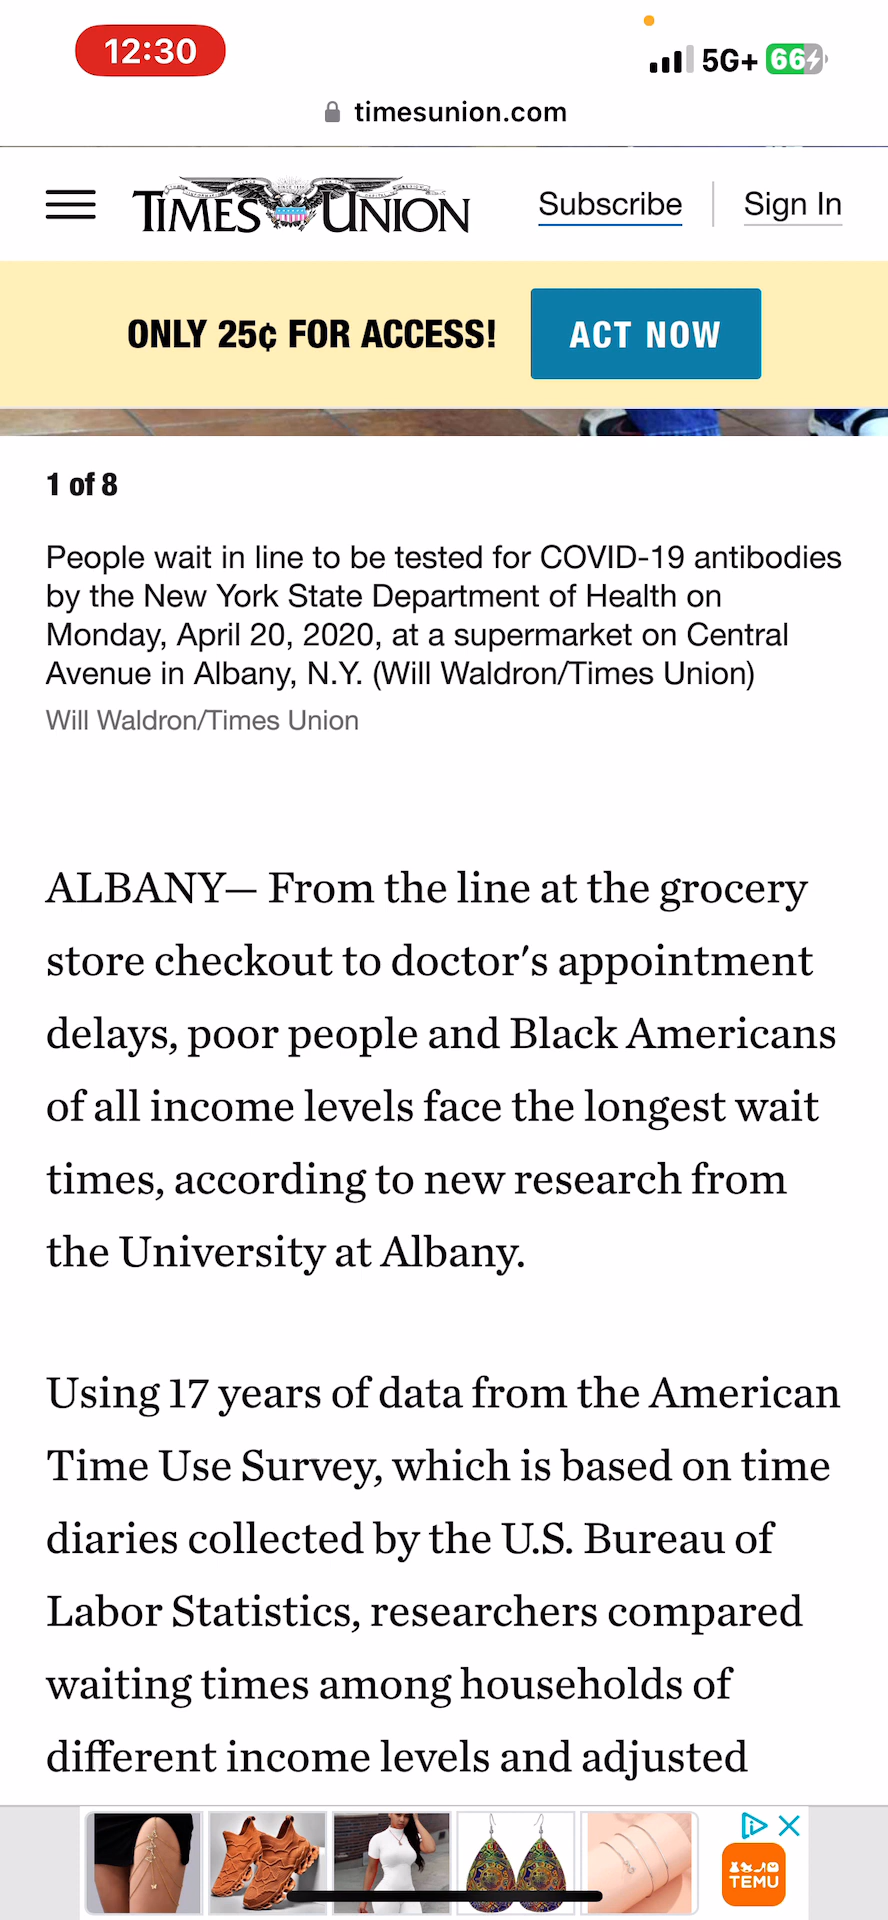 12:30
5G+ 66
timesunion.com
TIMES UNION
Subscribe
Sign In
ONLY 25¢ FOR ACCESS!
ACT NOW
1 of 8
People wait in line to be tested for COVID-19 antibodies
by the New York State Department of Health on
Monday, April 20, 2020, at a supermarket on Central
Avenue in Albany, N.Y. (Will Waldron/Times Union)
Will Waldron/Times Union
ALBANY— From the line at the grocery
store checkout to doctor's appointment
delays, poor people and Black Americans
of all income levels face the longest wait
times, according to new research from
the University at Albany.
Using 17 years of data from the American
Time Use Survey, which is based on time
diaries collected by the U.S. Bureau of
Labor Statistics, researchers compared
waiting times among households of
different income levels and adjusted
TEMU